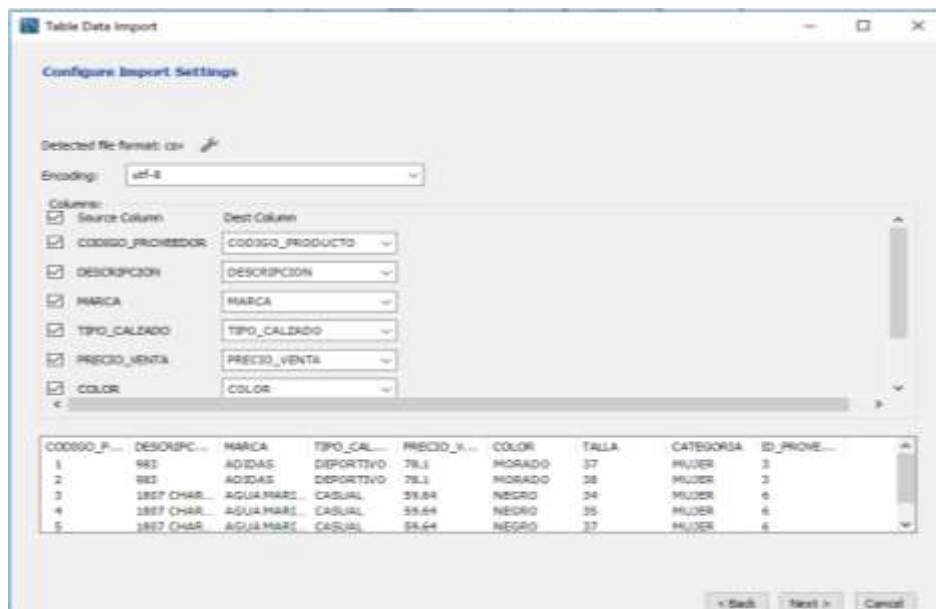 Table Data Import
Configure Import Settings
Detected file format: csv
Encoding: utf-8
Columns:
Source Column Dest Column
CODIGO_PROVEEDOR CODIGO_PRODUCTO
DESCRIPCION DESCRIPCION
MARCA MARCA
TIPO_CALZADO TIPO_CALZADO
PRECIO_VENTA PRECIO_VENTA
COLOR COLOR
CODIGO_P... DESCRIPC... MARCA TIPO_CAL... PRECIO_V... COLOR TALLA CATEGORIA ID_PROVE...
1 983 ADIDAS DEPORTIVO 78.1 MORADO 37 MUJER 3
2 983 ADIDAS DEPORTIVO 78.1 MORADO 38 MUJER 3
3 1807 CHAR... AGUA MARI... CASUAL 59.64 NEGRO 34 MUJER 6
4 1807 CHAR... AGUA MARI... CASUAL 59.64 NEGRO 35 MUJER 6
5 1807 CHAR... AGUA MARI... CASUAL 59.64 NEGRO 37 MUJER 6
< Back Next > Cancel